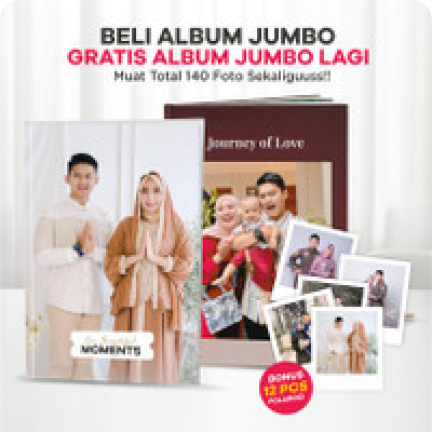 BELI ALBUM JUMBO
GRATIS ALBUM JUMBO LAGI
Muat Total 140 Foto Sekaliguuss!!
Journey of Love
MOMENTS
BONUS
12 PCS
POLAROID